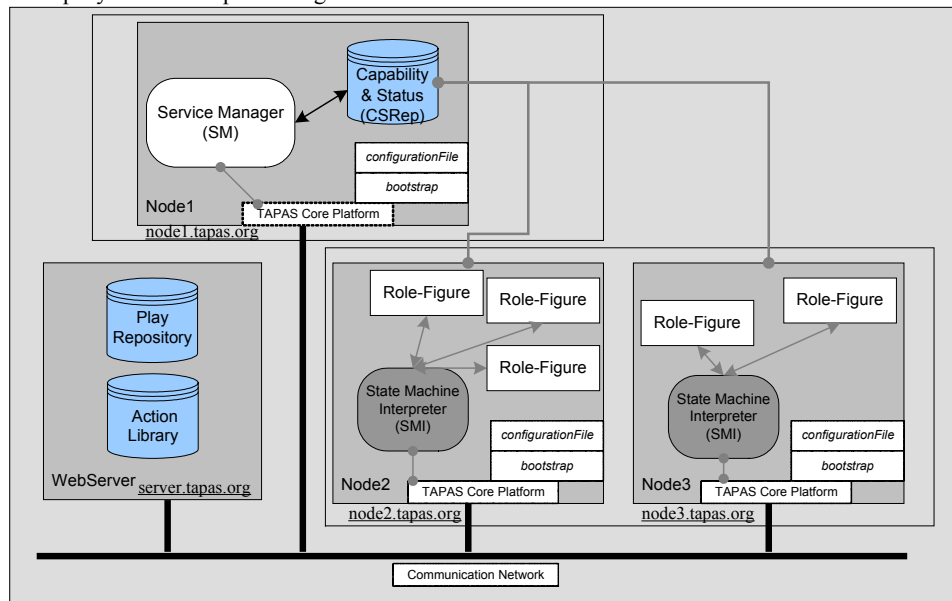 Capability
& Status
(CSRep)
Service Manager
(SM)
configurationFile
bootstrap
Node1
TAPAS Core Platform
node1.tapas.org
Play
Repository
Action
Library
WebServer
server.tapas.org
Role-Figure
Role-Figure
Role-Figure
State Machine
Interpreter
(SMI)
configurationFile
bootstrap
Node2
TAPAS Core Platform
node2.tapas.org
Role-Figure
Role-Figure
State Machine
Interpreter
(SMI)
configurationFile
bootstrap
Node3
TAPAS Core Platform
node3.tapas.org
Communication Network